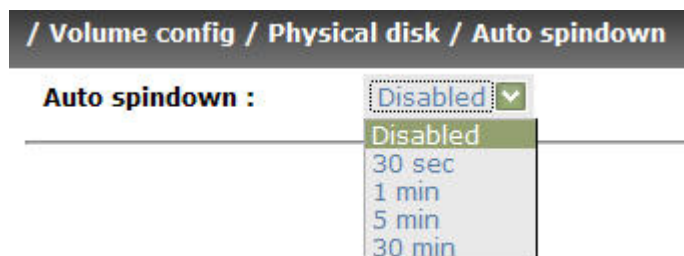 / Volume config / Physical disk / Auto spindown
Auto spindown : Disabled
Disabled
30 sec
1 min
5 min
30 min